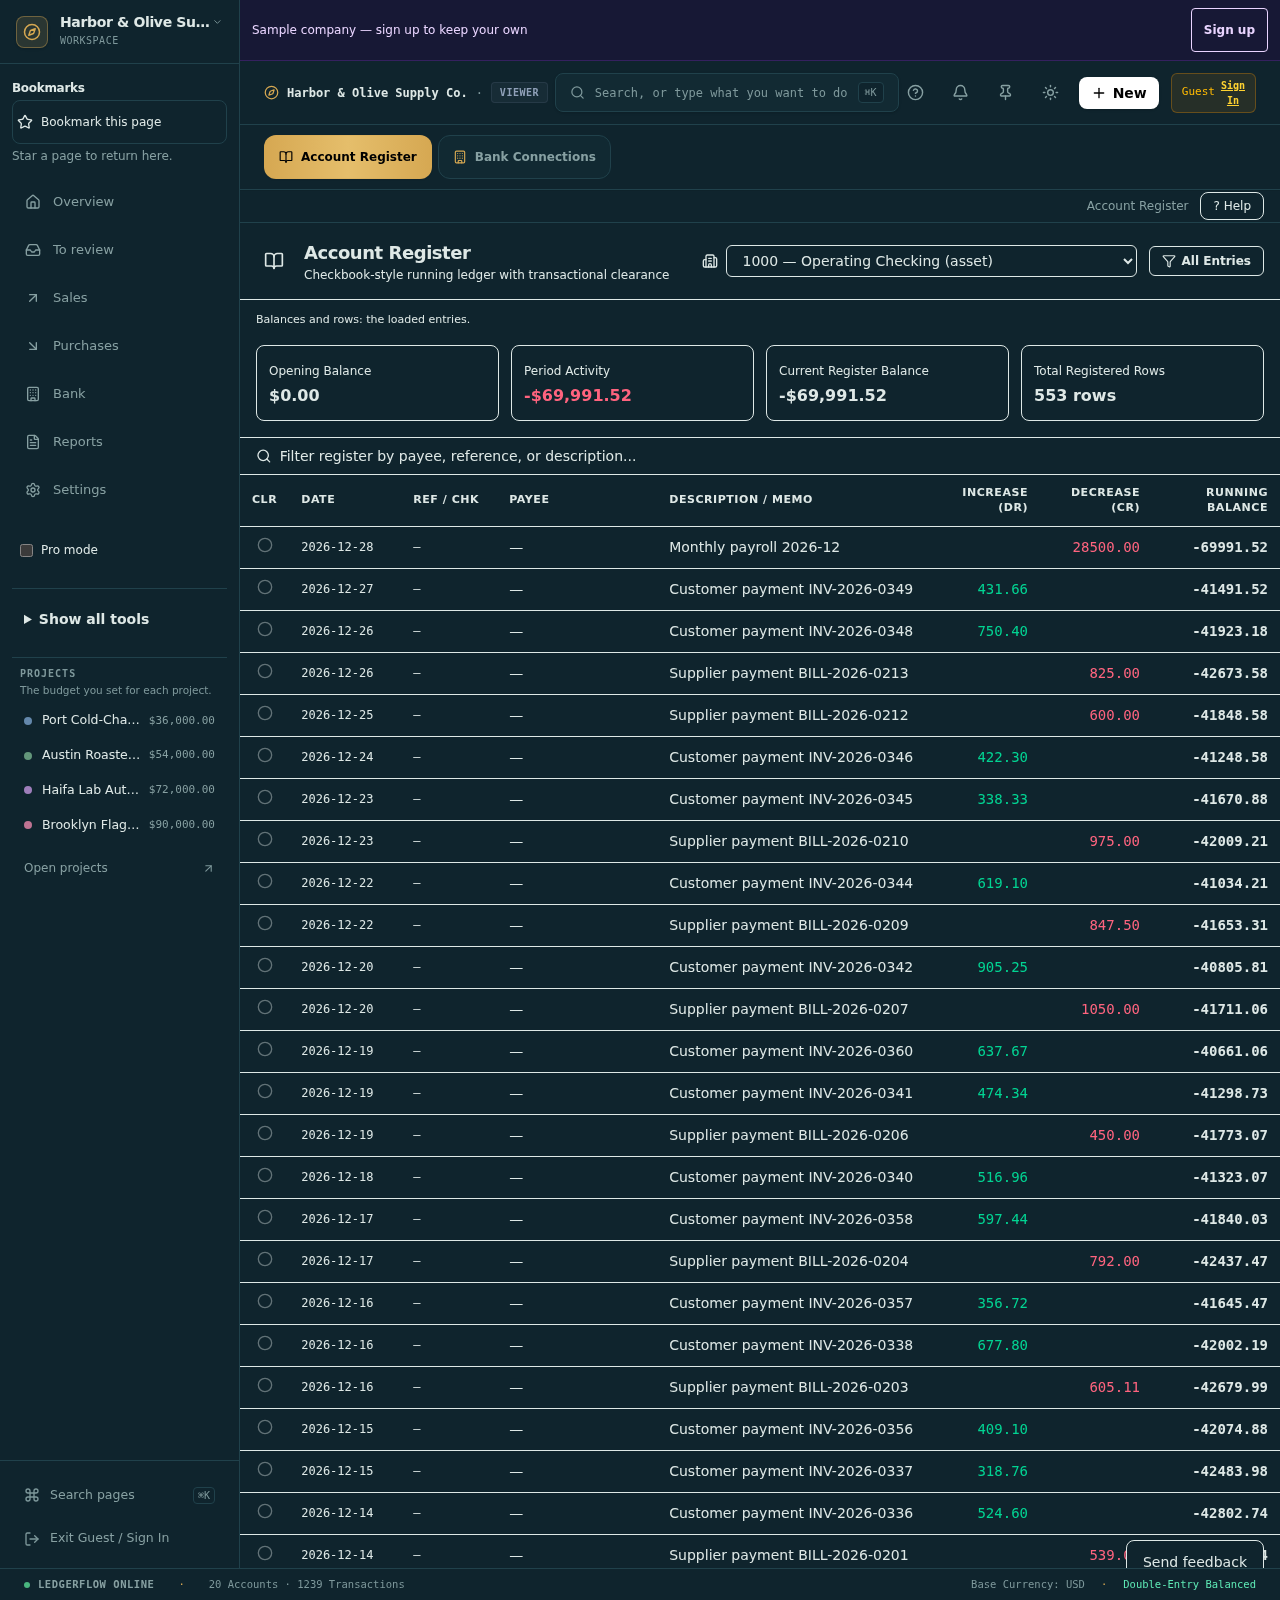 Harbor & Olive Su…
WORKSPACE
Bookmarks
Bookmark this page
Star a page to return here.
Overview
To review
Sales
Purchases
Bank
Reports
Settings
Pro mode
Show all tools
PROJECTS
The budget you set for each project.
Port Cold-Cha… $36,000.00
Austin Roaste… $54,000.00
Haifa Lab Aut… $72,000.00
Brooklyn Flag… $90,000.00
Open projects
Search pages ⌘K
Exit Guest / Sign In
Sample company — sign up to keep your own
Sign up
Harbor & Olive Supply Co. · VIEWER
Search, or type what you want to do ⌘K
+ New
Guest Sign In
Account Register
Bank Connections
Account Register
? Help
Account Register
Checkbook-style running ledger with transactional clearance
1000 — Operating Checking (asset)
All Entries
Balances and rows: the loaded entries.
Opening Balance
$0.00
Period Activity
-$69,991.52
Current Register Balance
-$69,991.52
Total Registered Rows
553 rows
Filter register by payee, reference, or description...
CLR DATE REF / CHK PAYEE DESCRIPTION / MEMO INCREASE (DR) DECREASE (CR) RUNNING BALANCE
2026-12-28 — — Monthly payroll 2026-12 28500.00 -69991.52
2026-12-27 — — Customer payment INV-2026-0349 431.66 -41491.52
2026-12-26 — — Customer payment INV-2026-0348 750.40 -41923.18
2026-12-26 — — Supplier payment BILL-2026-0213 825.00 -42673.58
2026-12-25 — — Supplier payment BILL-2026-0212 600.00 -41848.58
2026-12-24 — — Customer payment INV-2026-0346 422.30 -41248.58
2026-12-23 — — Customer payment INV-2026-0345 338.33 -41670.88
2026-12-23 — — Supplier payment BILL-2026-0210 975.00 -42009.21
2026-12-22 — — Customer payment INV-2026-0344 619.10 -41034.21
2026-12-22 — — Supplier payment BILL-2026-0209 847.50 -41653.31
2026-12-20 — — Customer payment INV-2026-0342 905.25 -40805.81
2026-12-20 — — Supplier payment BILL-2026-0207 1050.00 -41711.06
2026-12-19 — — Customer payment INV-2026-0360 637.67 -40661.06
2026-12-19 — — Customer payment INV-2026-0341 474.34 -41298.73
2026-12-19 — — Supplier payment BILL-2026-0206 450.00 -41773.07
2026-12-18 — — Customer payment INV-2026-0340 516.96 -41323.07
2026-12-17 — — Customer payment INV-2026-0358 597.44 -41840.03
2026-12-17 — — Supplier payment BILL-2026-0204 792.00 -42437.47
2026-12-16 — — Customer payment INV-2026-0357 356.72 -41645.47
2026-12-16 — — Customer payment INV-2026-0338 677.80 -42002.19
2026-12-16 — — Supplier payment BILL-2026-0203 605.11 -42679.99
2026-12-15 — — Customer payment INV-2026-0356 409.10 -42074.88
2026-12-15 — — Customer payment INV-2026-0337 318.76 -42483.98
2026-12-14 — — Customer payment INV-2026-0336 524.60 -42802.74
2026-12-14 — — Supplier payment BILL-2026-0201
Send feedback
LEDGERFLOW ONLINE · 20 Accounts · 1239 Transactions
Base Currency: USD · Double-Entry Balanced